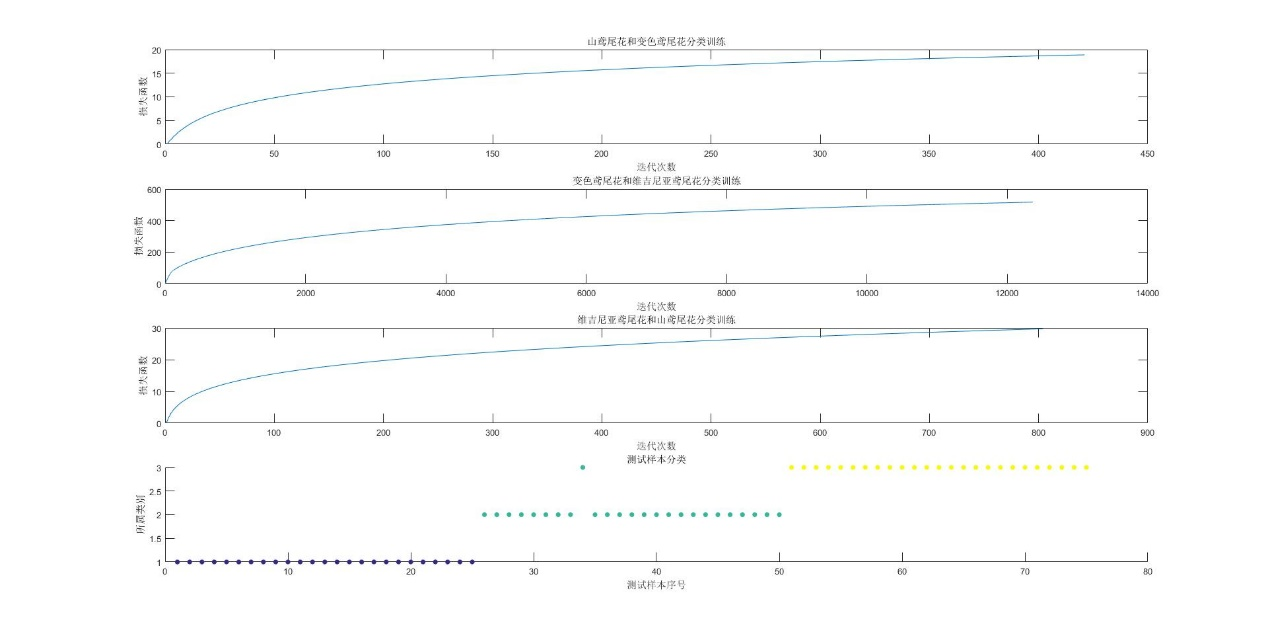 山鸢尾花和变色鸢尾花分类训练
20
15
10
5
0
损失函数
0 50 100 150 200 250 300 350 400 450
迭代次数
变色鸢尾花和维吉尼亚鸢尾花分类训练
600
400
200
0
损失函数
0 2000 4000 6000 8000 10000 12000 14000
迭代次数
维吉尼亚鸢尾花和山鸢尾花分类训练
30
20
10
0
损失函数
0 100 200 300 400 500 600 700 800 900
迭代次数
测试样本分类
3
2.5
2
1.5
1
所属类别
0 10 20 30 40 50 60 70 80
测试样本序号